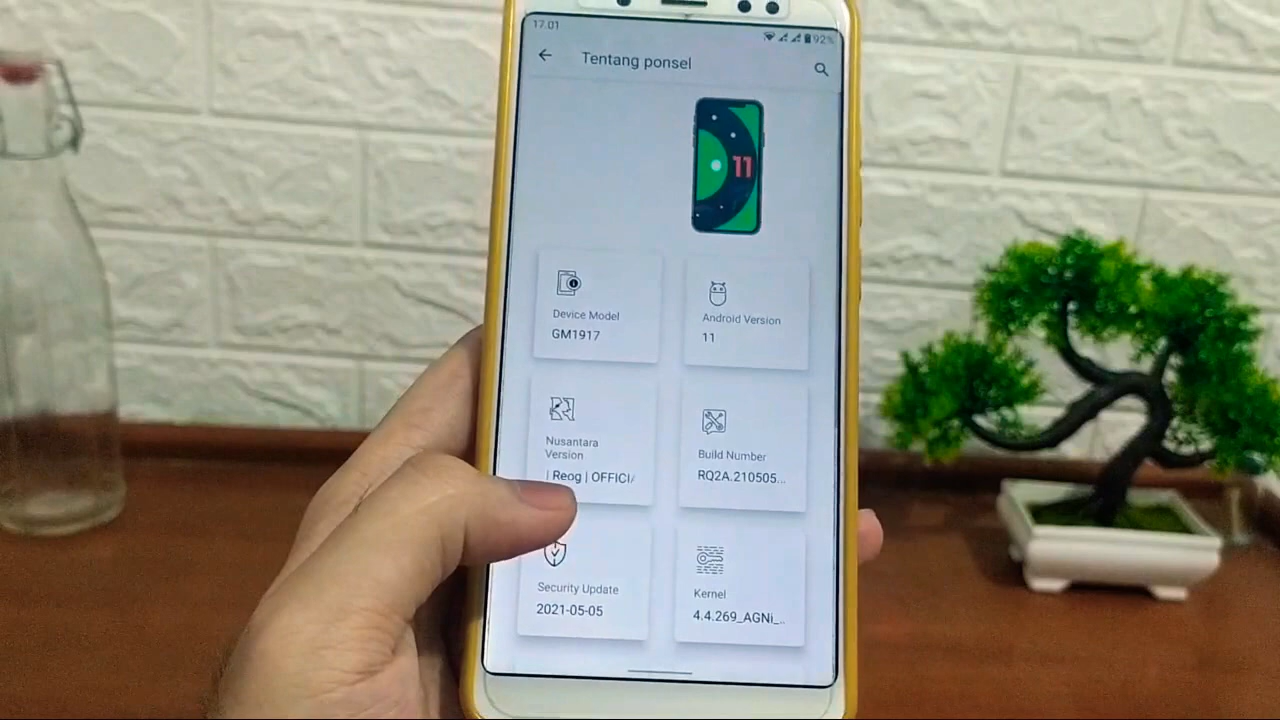 17.01
92%
Tentang ponsel
11
Device Model
GM1917
Android Version
11
Nusantara
Version
| Reog | OFFICI
Build Number
RQ2A.210505...
Security Update
2021-05-05
Kernel
4.4.269_AGNi_..